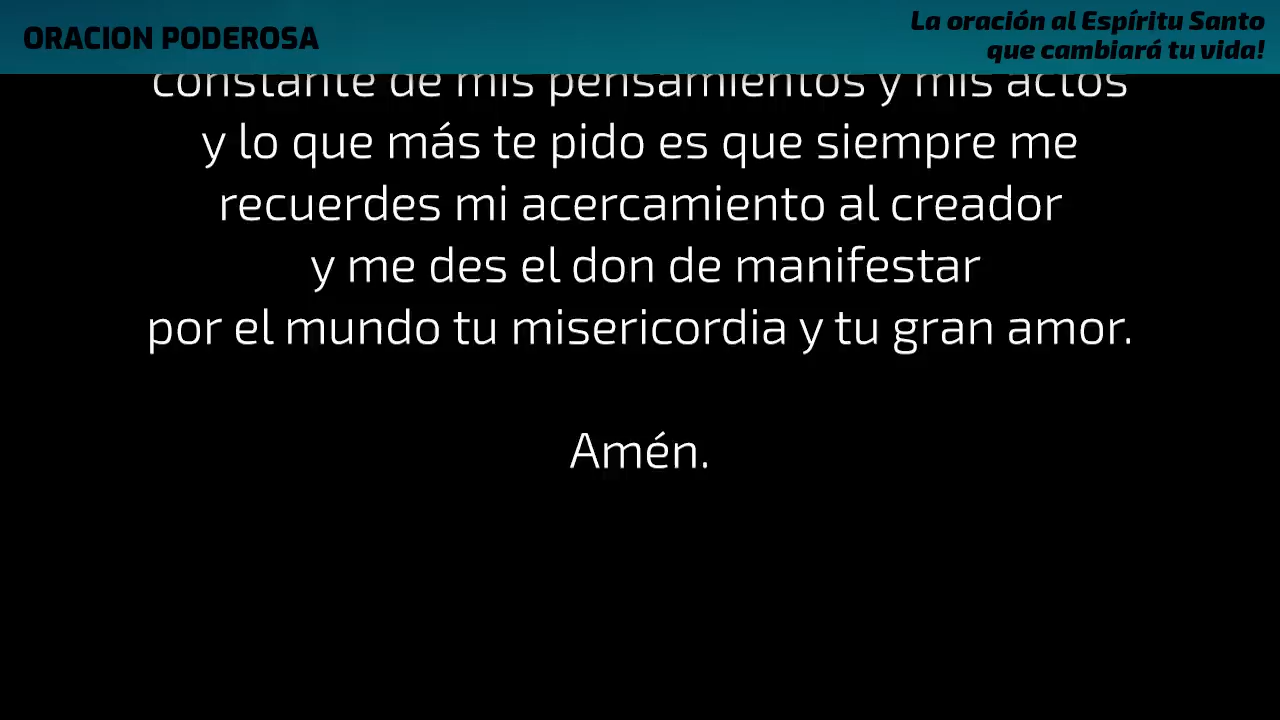 ORACION PODEROSA
La oración al Espíritu Santo
que cambiará tu vida!
constante de mis pensamientos y mis actos
y lo que más te pido es que siempre me
recuerdes mi acercamiento al creador
y me des el don de manifestar
por el mundo tu misericordia y tu gran amor.
Amén.